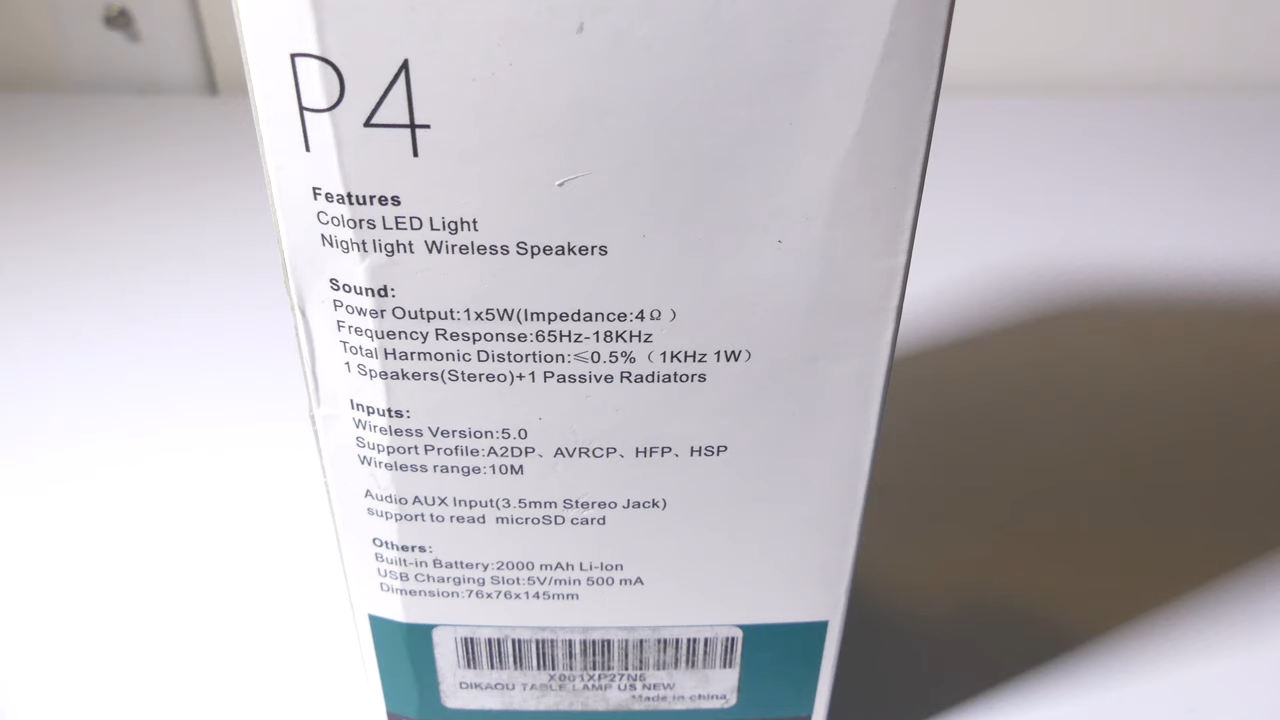 P4
Features
Colors LED Light
Night light Wireless Speakers
Sound:
Power Output:1x5W(Impedance:4Ω)
Frequency Response:65Hz-18KHz
Total Harmonic Distortion:≤0.5%（1KHz 1W）
1 Speakers(Stereo)+1 Passive Radiators
Inputs:
Wireless Version:5.0
Support Profile:A2DP、AVRCP、HFP、HSP
Wireless range:10M
Audio AUX Input(3.5mm Stereo Jack)
support to read microSD card
Others:
Built-in Battery:2000 mAh Li-Ion
USB Charging Slot:5V/min 500 mA
Dimension:76x76x145mm
X001XP27N5
DIKAOU TABLE LAMP US NEW
Made in china